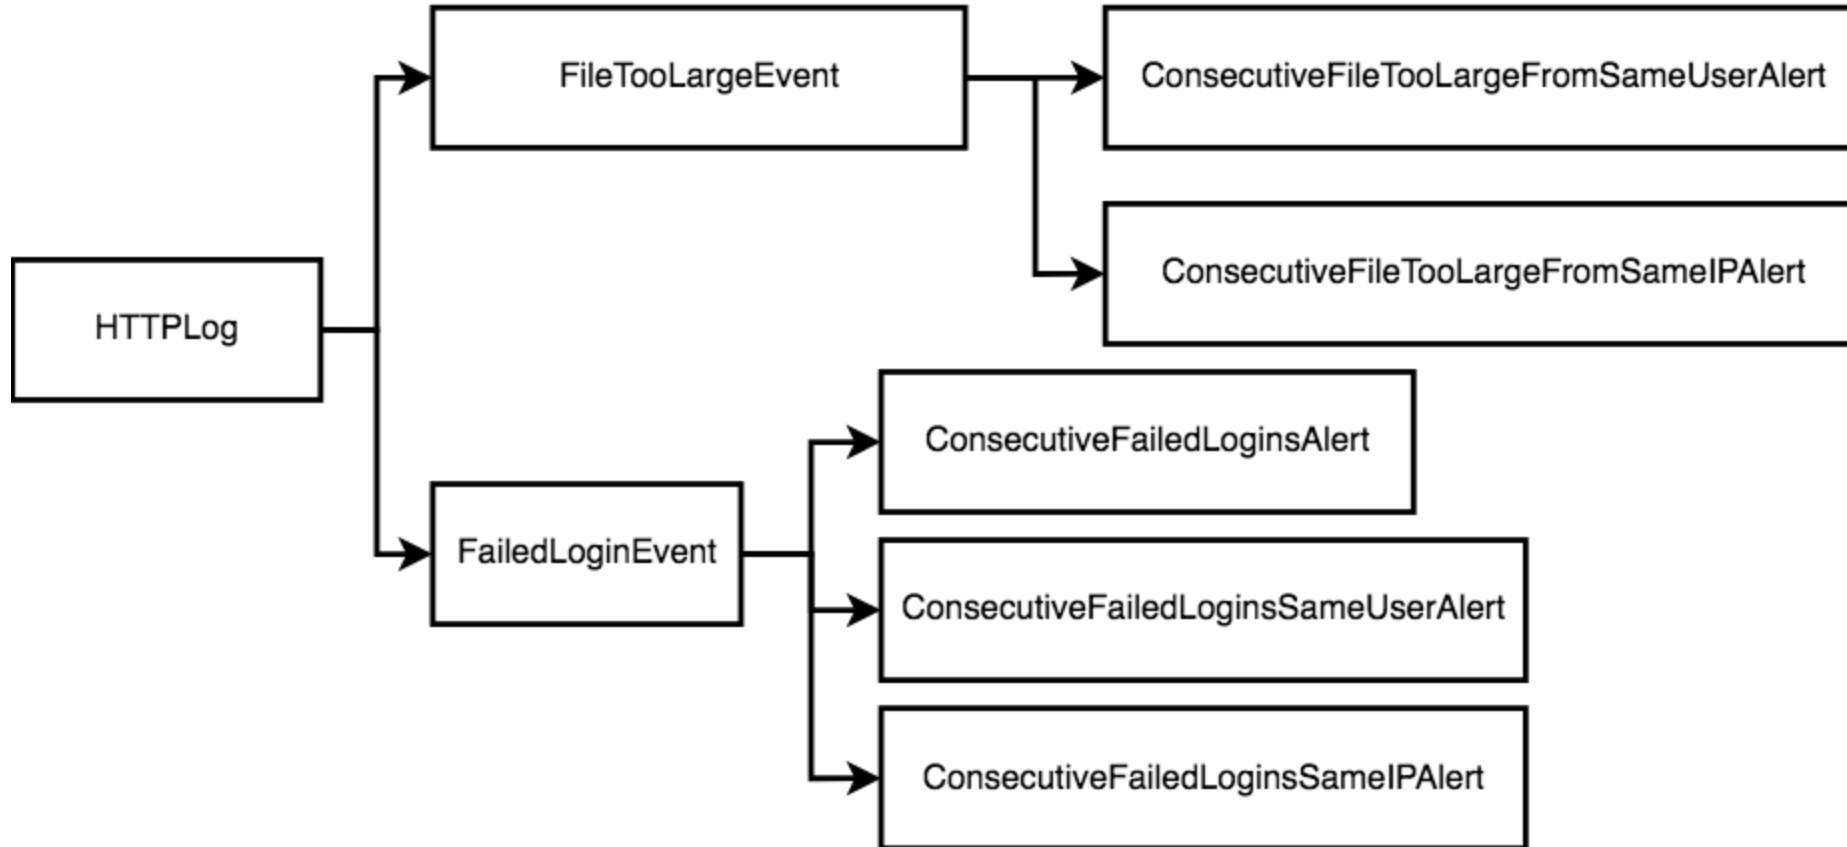 FileTooLargeEvent
ConsecutiveFileTooLargeFromSameUserAlert
ConsecutiveFileTooLargeFromSameIPAlert
HTTPLog
ConsecutiveFailedLoginsAlert
FailedLoginEvent
ConsecutiveFailedLoginsSameUserAlert
ConsecutiveFailedLoginsSameIPAlert